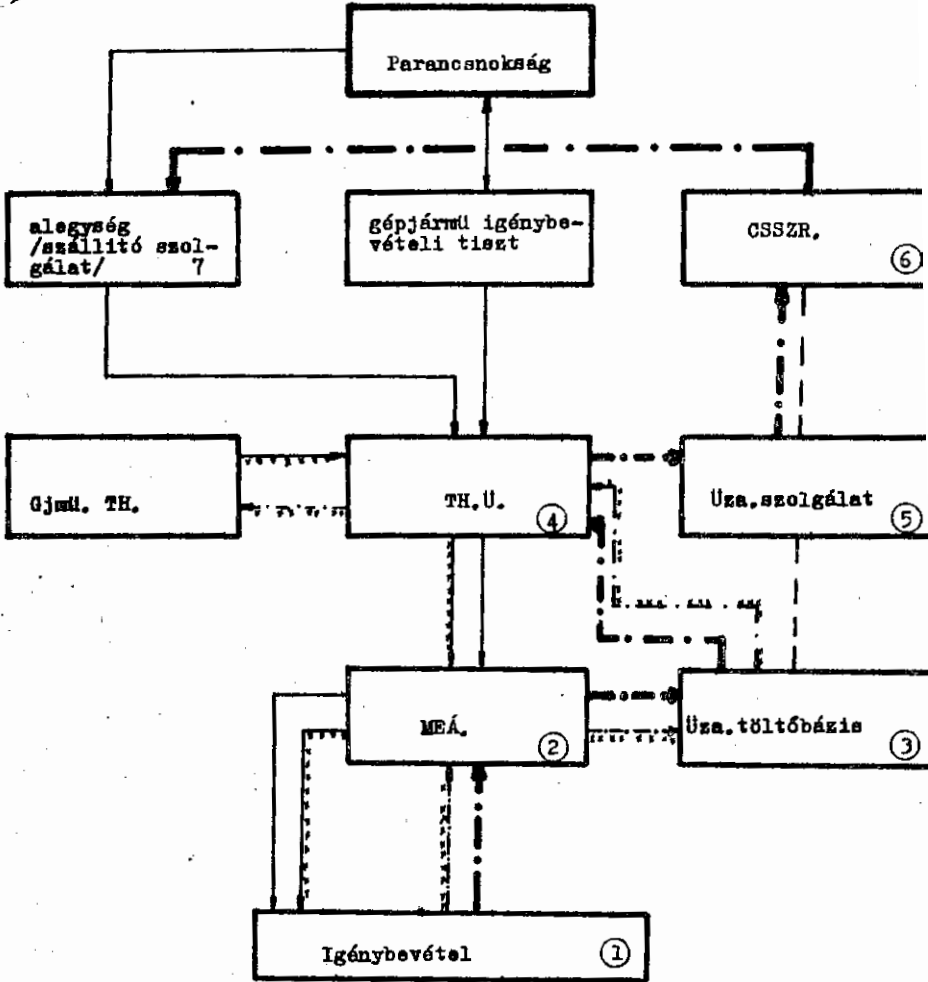 Parancsnokság
alegység
/szállitó szol-
gálat/ 7
gépjármü igénybe-
vételi tiszt
CSSZR.
6
Gjmü. TH.
TH.Ü.
4
Üza.szolgálat
5
MEÁ.
2
Üza.töltőbázis
3
Igénybevétel
1